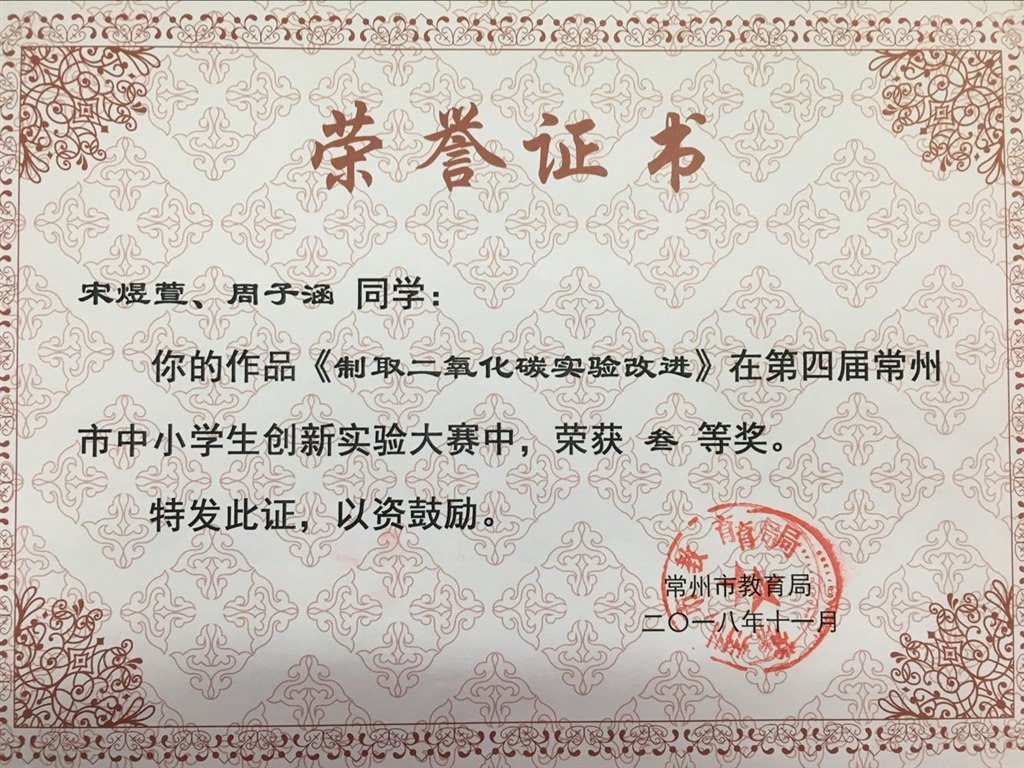 荣誉证书
宋煜萱、周子涵 同学：
你的作品《制取二氧化碳实验改进》在第四届常州
市中小学生创新实验大赛中，荣获 叁 等奖。
特发此证，以资鼓励。
常州市教育局
二〇一八年十一月